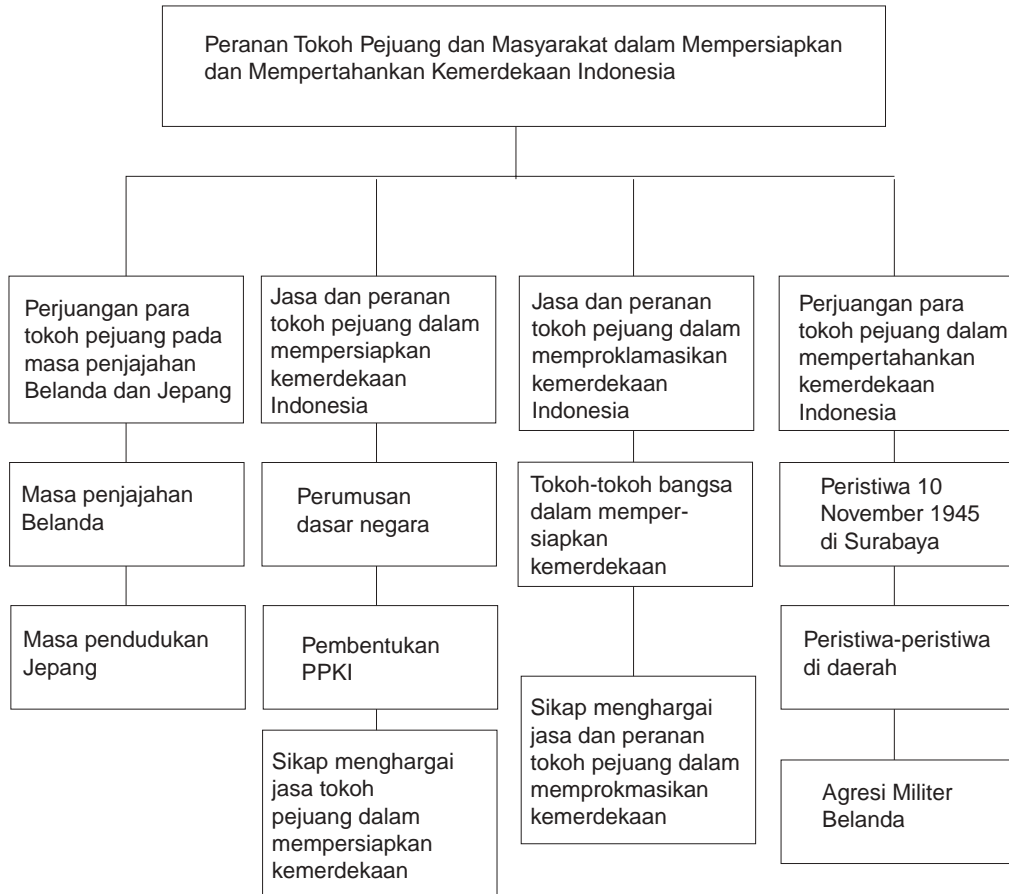 Peranan Tokoh Pejuang dan Masyarakat dalam Mempersiapkan
dan Mempertahankan Kemerdekaan Indonesia
Perjuangan para
tokoh pejuang pada
masa penjajahan
Belanda dan Jepang
Masa penjajahan
Belanda
Masa pendudukan
Jepang
Jasa dan peranan
tokoh pejuang dalam
mempersiapkan
kemerdekaan
Indonesia
Perumusan
dasar negara
Pembentukan
PPKI
Sikap menghargai
jasa tokoh
pejuang dalam
mempersiapkan
kemerdekaan
Jasa dan peranan
tokoh pejuang dalam
memproklamasikan
kemerdekaan
Indonesia
Tokoh-tokoh bangsa
dalam memper-
siapkan
kemerdekaan
Sikap menghargai
jasa dan peranan
tokoh pejuang dalam
memprokmasikan
kemerdekaan
Perjuangan para
tokoh pejuang dalam
mempertahankan
kemerdekaan
Indonesia
Peristiwa 10
November 1945
di Surabaya
Peristiwa-peristiwa
di daerah
Agresi Militer
Belanda